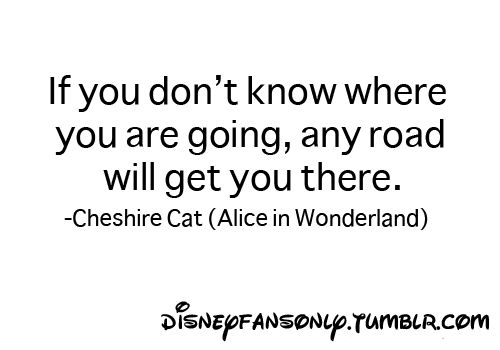 If you don’t know where
you are going, any road
will get you there.
-Cheshire Cat (Alice in Wonderland)
DISNEYFANSONLY.TUMBLR.COM